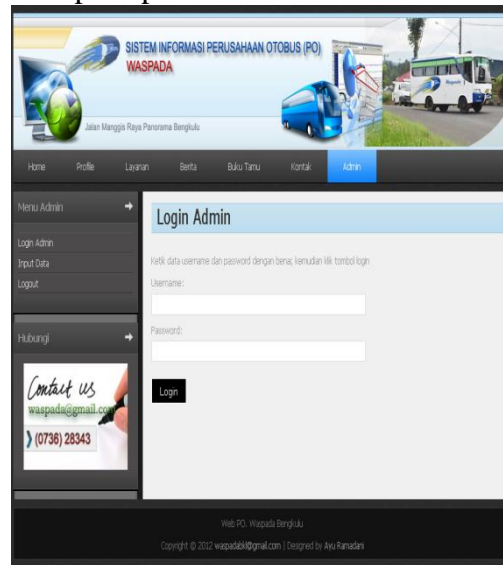 SISTEM INFORMASI PERUSAHAAN OTOBUS (PO)
WASPADA
Jalan Manggis Raya Panorama Bengkulu
Home Profile Layanan Berita Buku Tamu Kontak Admin
Menu Admin
Login Admin
Input Data
Logout
Hubungi
Contact us
waspada@gmail.com
(0736) 28343
Login Admin
Ketik data username dan password dengan benar, kemudian klik tombol login
Username:
Password:
Login
Web PO. Waspada Bengkulu
Copyright © 2012 waspadabkl@gmail.com | Designed by Ayu Ramadani